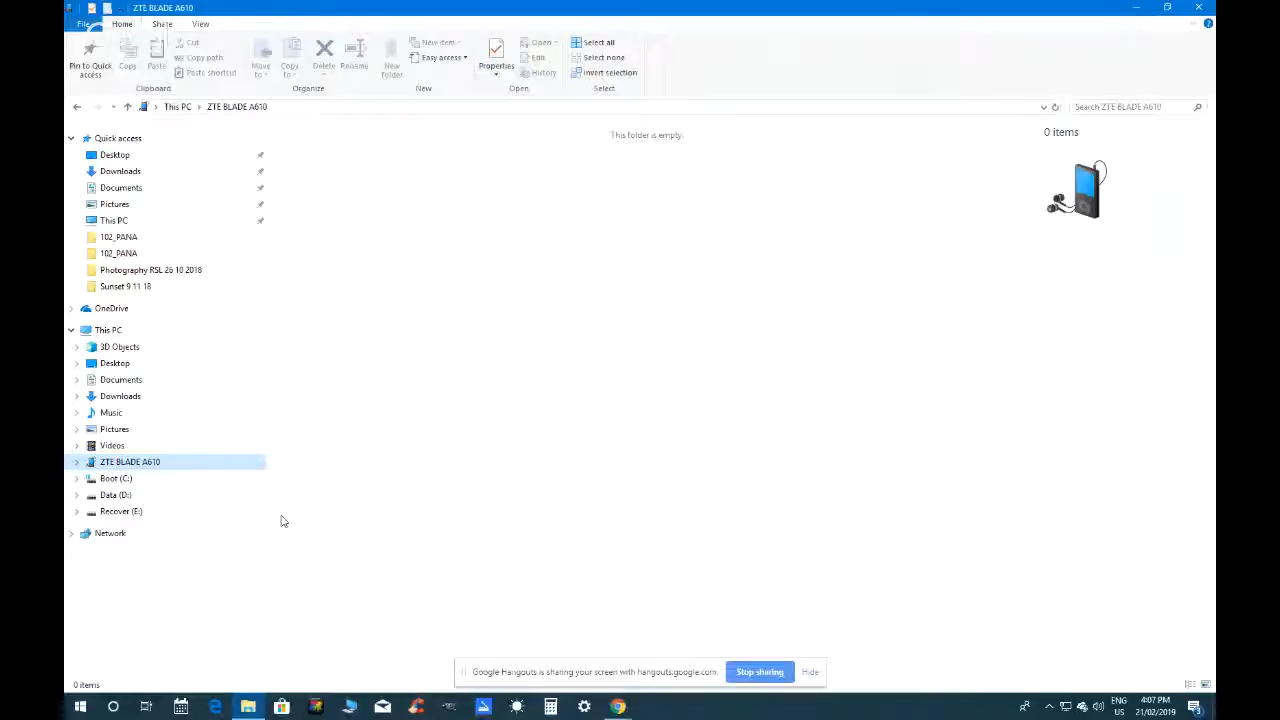 ZTE BLADE A610
File Home Share View
Pin to Quick access
Copy
Paste
Cut
Copy path
Paste shortcut
Clipboard
Move to
Copy to
Delete
Rename
Organize
New folder
New item
Easy access
New
Properties
Open
Edit
History
Open
Select all
Select none
Invert selection
Select
This PC > ZTE BLADE A610
Search ZTE BLADE A610
Quick access
Desktop
Downloads
Documents
Pictures
This PC
102_PANA
102_PANA
Photography RSL 26 10 2018
Sunset 9 11 18
OneDrive
This PC
3D Objects
Desktop
Documents
Downloads
Music
Pictures
Videos
ZTE BLADE A610
Boot (C:)
Data (D:)
Recover (E:)
Network
This folder is empty.
0 items
Google Hangouts is sharing your screen with hangouts.google.com.
Stop sharing
Hide
0 items
ENG
US
4:07 PM
21/02/2019
3